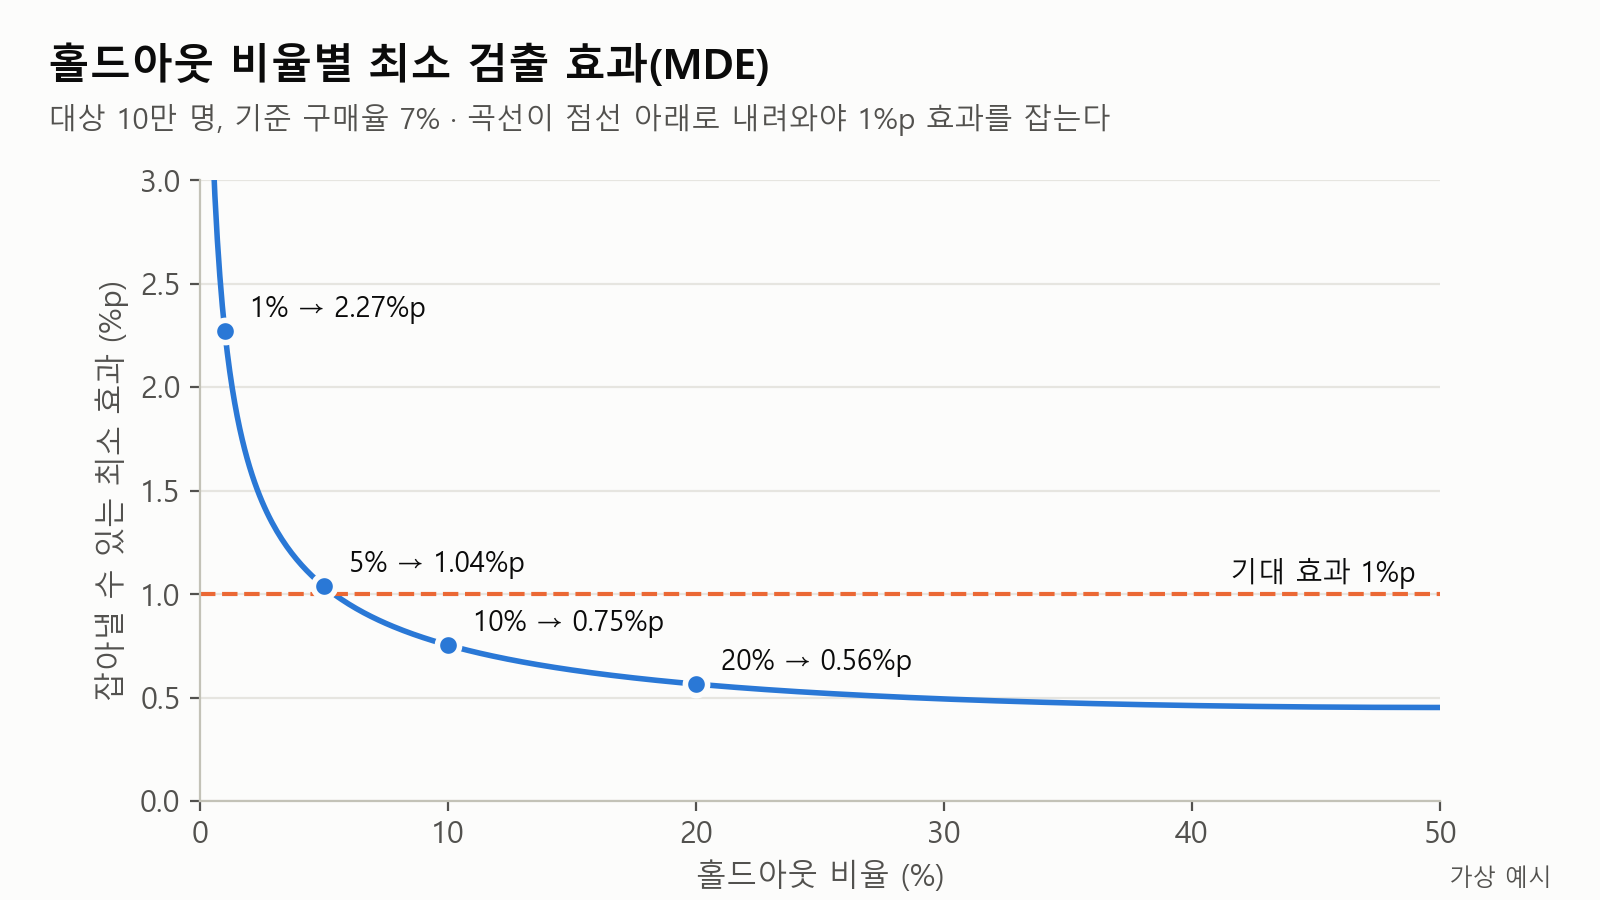 홀드아웃 비율별 최소 검출 효과(MDE)
대상 10만 명, 기준 구매율 7% · 곡선이 점선 아래로 내려와야 1%p 효과를 잡는다
잡아낼 수 있는 최소 효과 (%p)
3.0
2.5
2.0
1.5
1.0
0.5
0.0
1% → 2.27%p
5% → 1.04%p
10% → 0.75%p
20% → 0.56%p
기대 효과 1%p
0 10 20 30 40 50
홀드아웃 비율 (%)
가상 예시